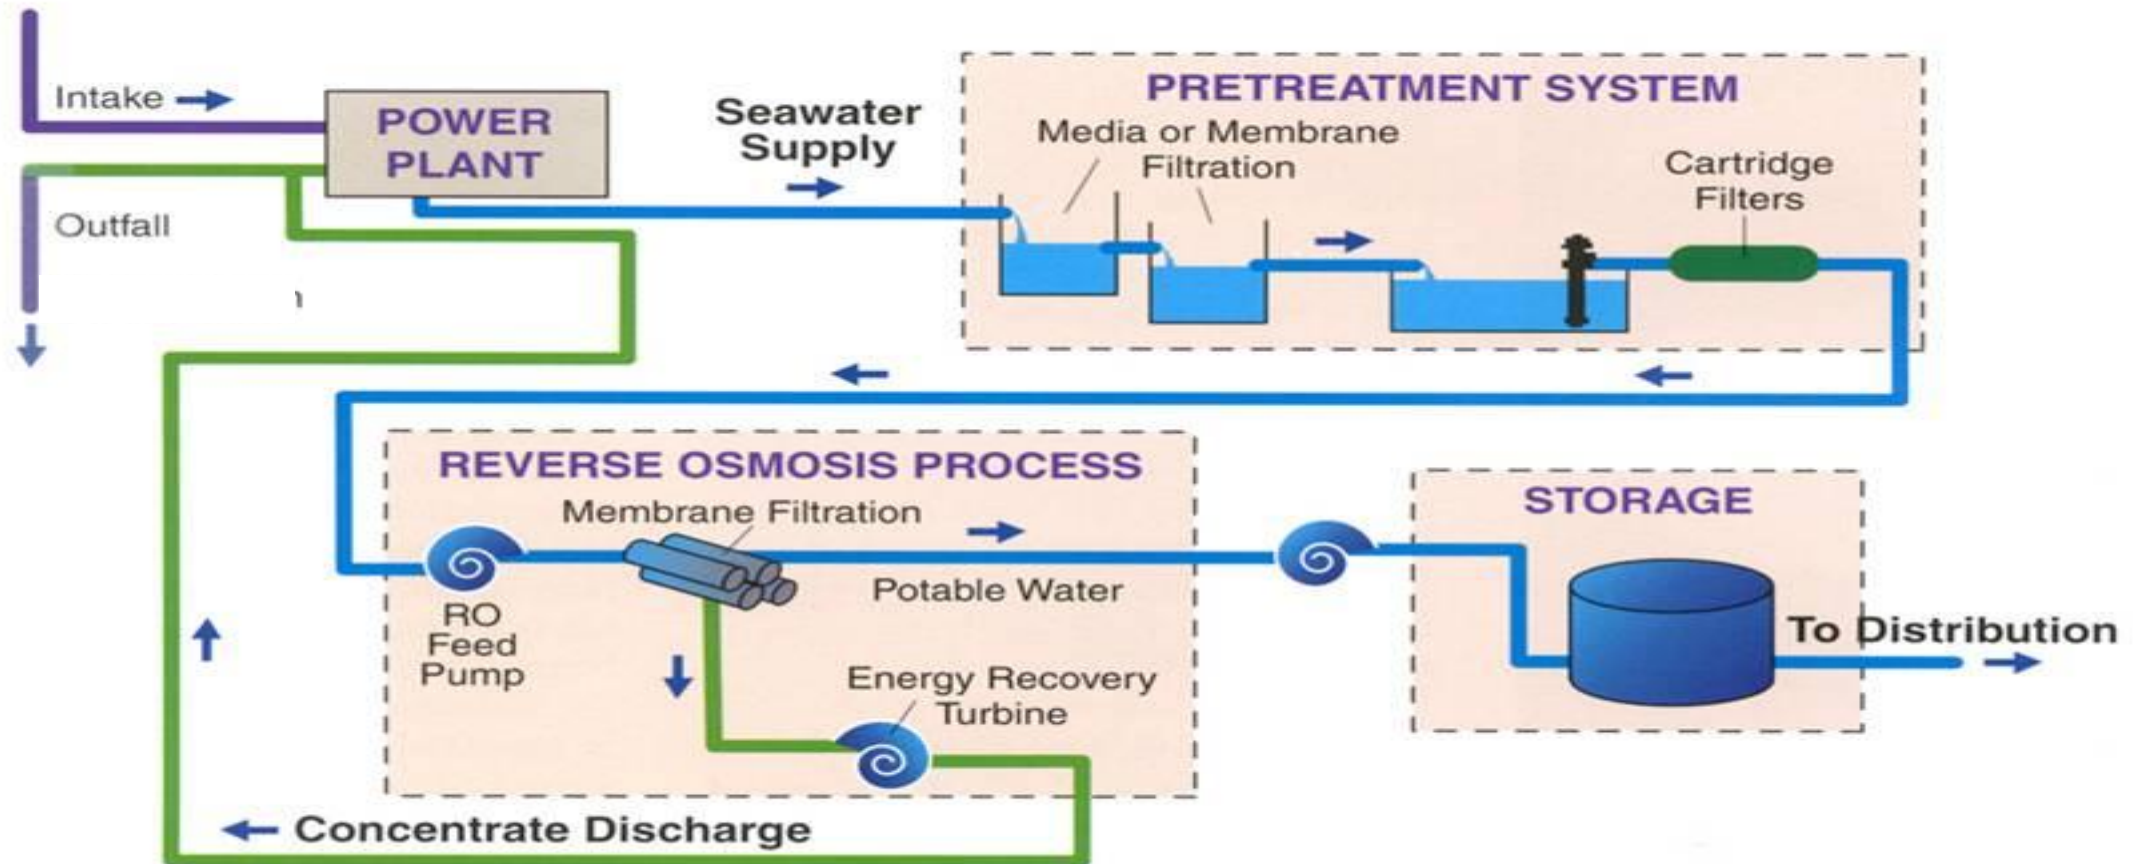 Intake
POWER
PLANT
Outfall
Seawater
Supply
PRETREATMENT SYSTEM
Media or Membrane
Filtration
Cartridge
Filters
REVERSE OSMOSIS PROCESS
Membrane Filtration
RO
Feed
Pump
Potable Water
Energy Recovery
Turbine
STORAGE
To Distribution
Concentrate Discharge